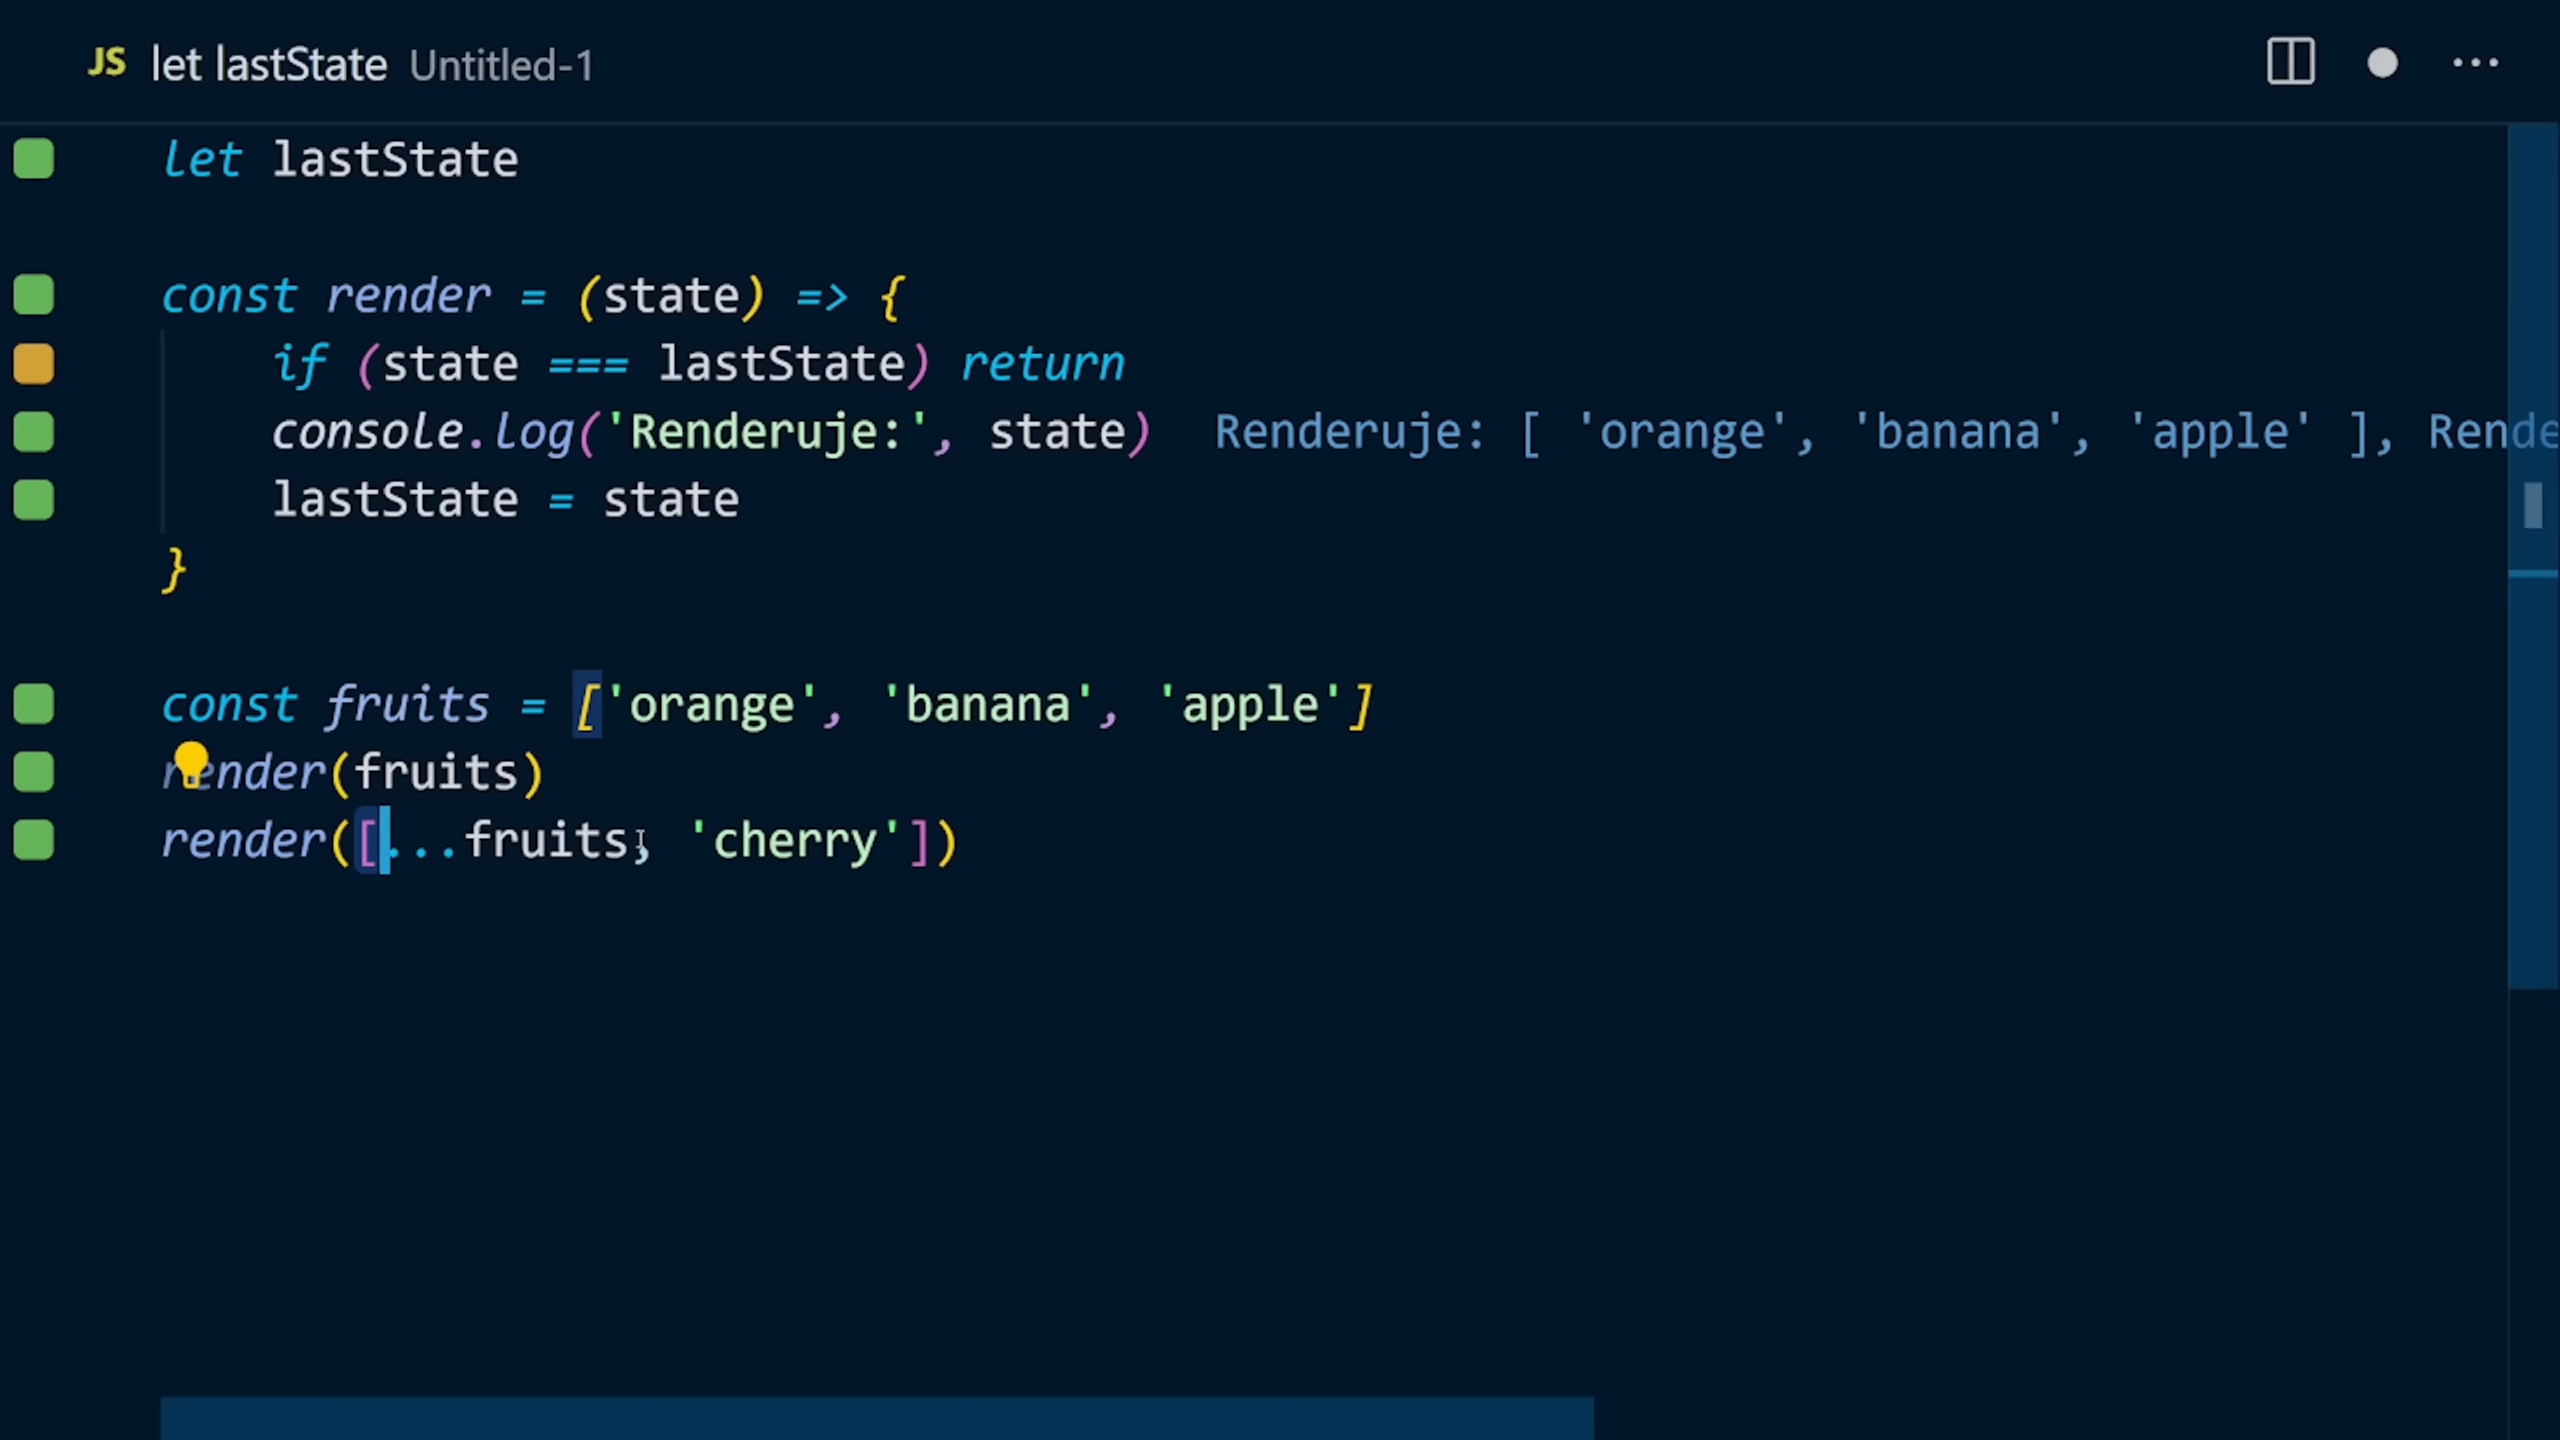 JS let lastState Untitled-1
let lastState
const render = (state) => {
if (state === lastState) return
console.log('Renderuje:', state) Renderuje: [ 'orange', 'banana', 'apple' ], Rende
lastState = state
}
const fruits = ['orange', 'banana', 'apple']
render(fruits)
render([...fruits, 'cherry'])